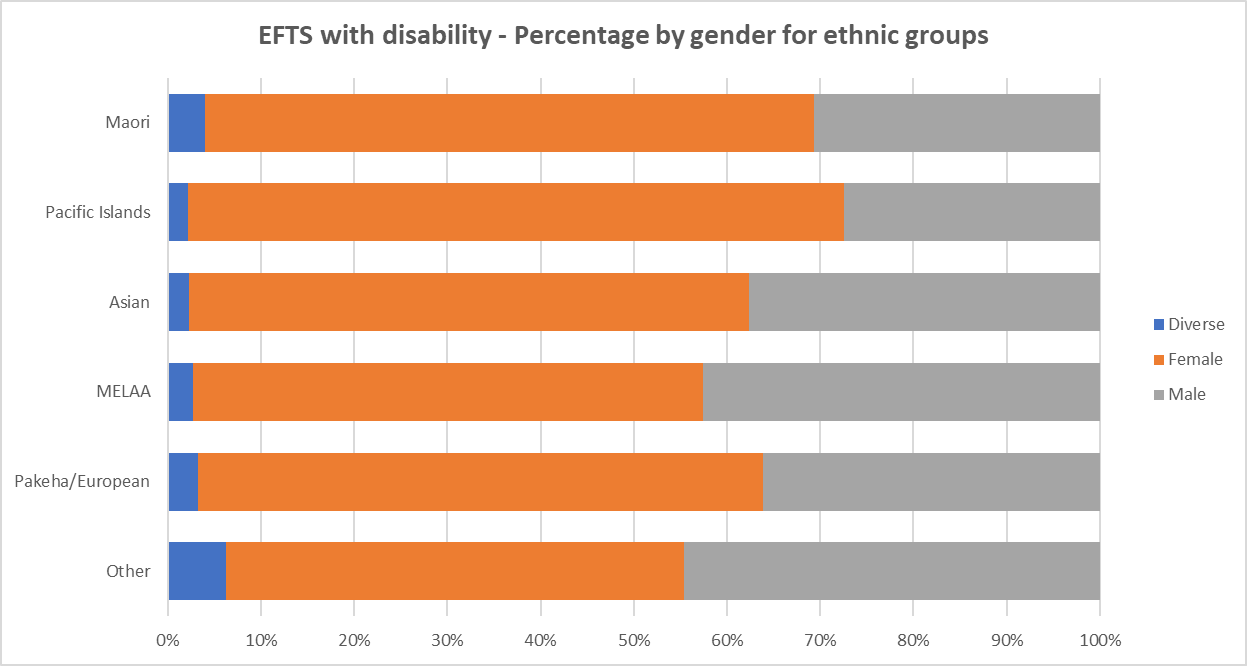 EFTS with disability - Percentage by gender for ethnic groups
Maori
Pacific Islands
Asian
MELAA
Pakeha/European
Other
0% 10% 20% 30% 40% 50% 60% 70% 80% 90% 100%
Diverse
Female
Male